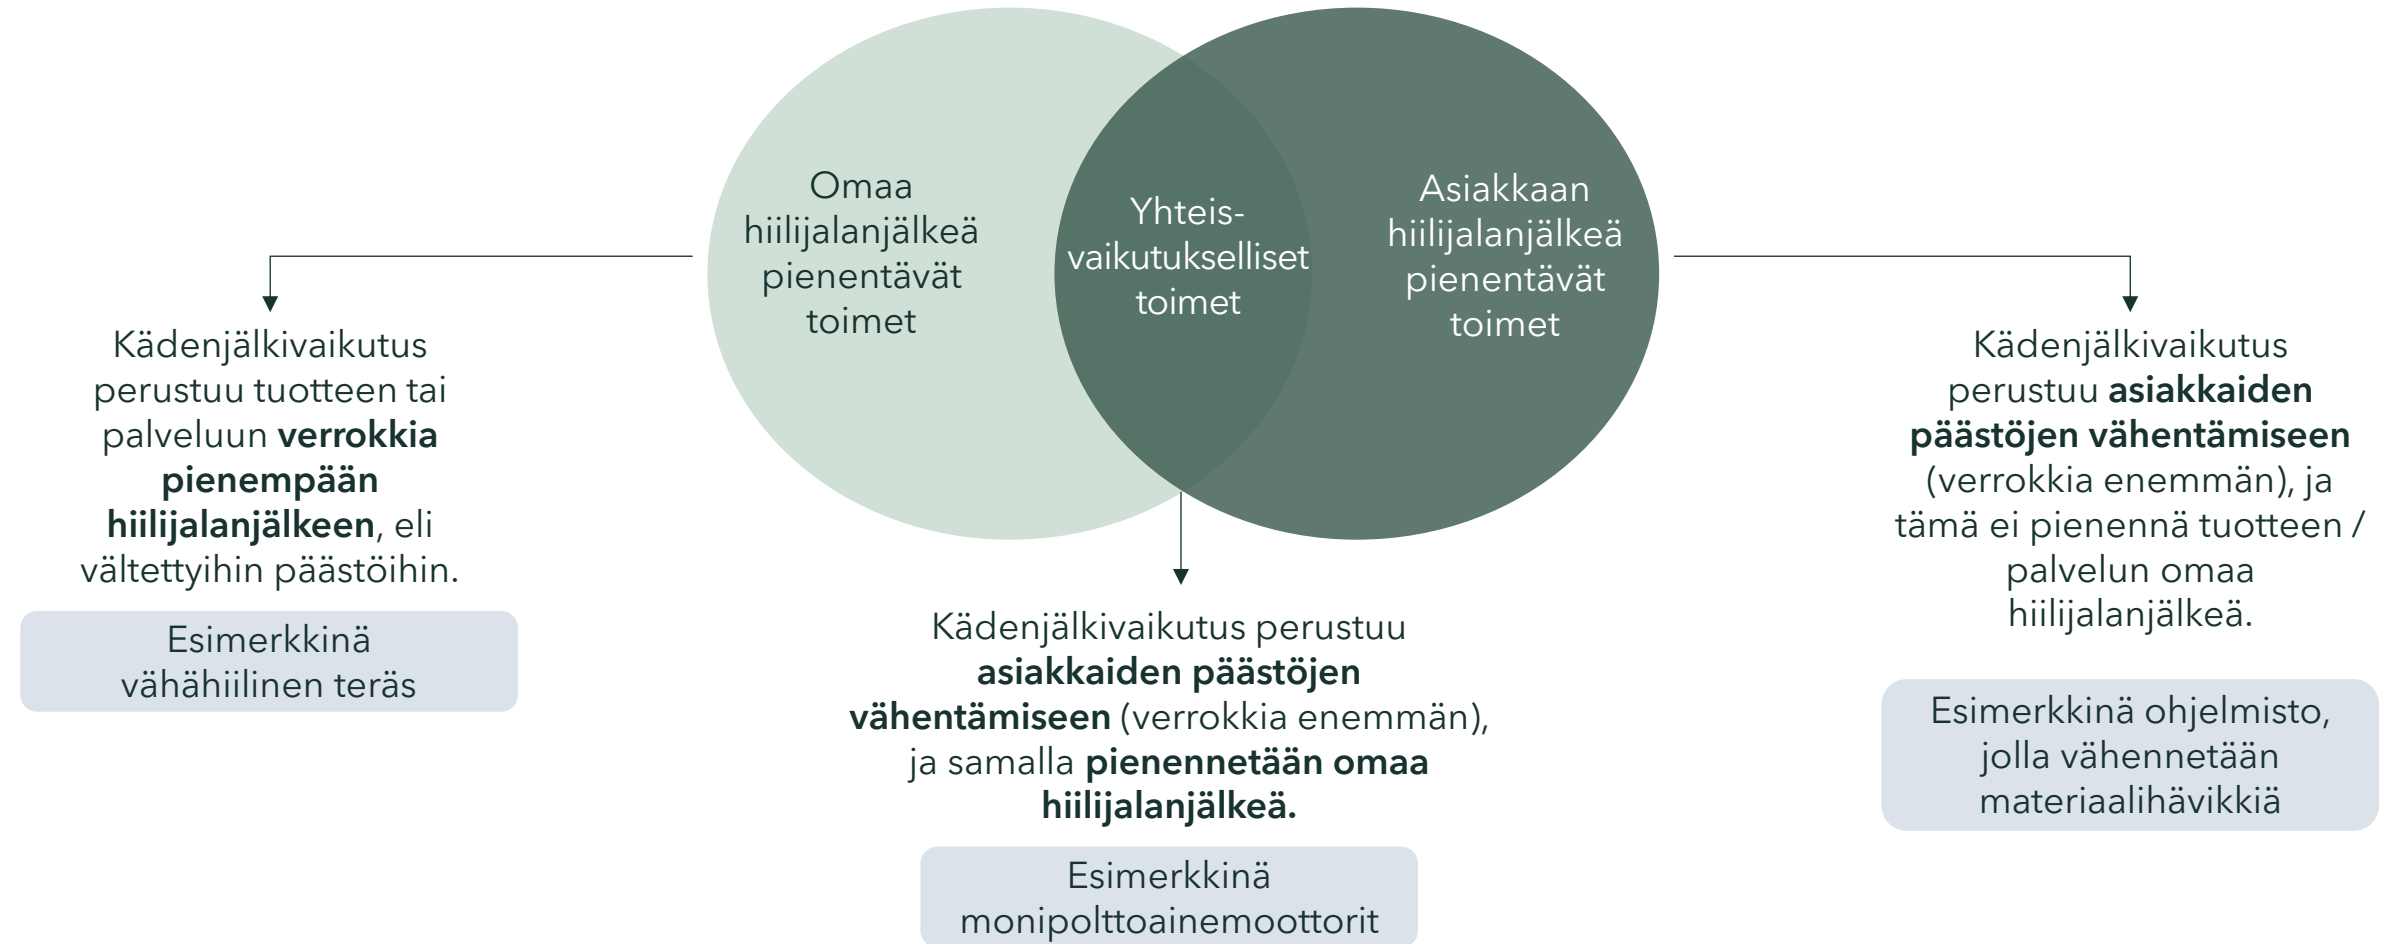 Omaa
hiilijalanjälkeä
pienentävät
toimet
Yhteis-
vaikutukselliset
toimet
Asiakkaan
hiilijalanjälkeä
pienentävät
toimet
Kädenjälkivaikutus
perustuu tuotteen tai
palveluun verrokkia
pienempään
hiilijalanjälkeen, eli
vältettyihin päästöihin.
Esimerkkinä
vähähiilinen teräs
Kädenjälkivaikutus perustuu
asiakkaiden päästöjen
vähentämiseen (verrokkia enemmän),
ja samalla pienennetään omaa
hiilijalanjälkeä.
Esimerkkinä
monipolttoainemoottorit
Kädenjälkivaikutus
perustuu asiakkaiden
päästöjen vähentämiseen
(verrokkia enemmän), ja
tämä ei pienennä tuotteen /
palvelun omaa
hiilijalanjälkeä.
Esimerkkinä ohjelmisto,
jolla vähennetään
materiaalihävikkiä